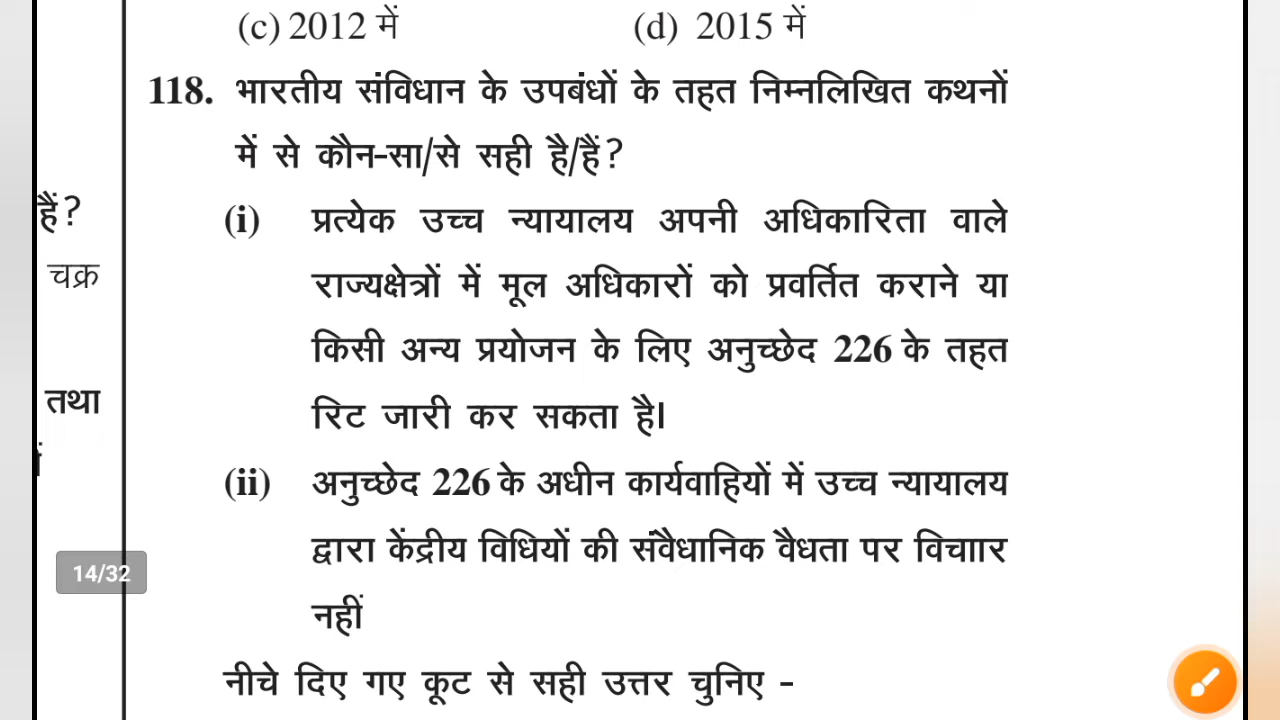 (c) 2012 में (d) 2015 में
118. भारतीय संविधान के उपबंधों के तहत निम्नलिखित कथनों
में से कौन-सा/से सही है/हैं?
(i) प्रत्येक उच्च न्यायालय अपनी अधिकारिता वाले
हैं?
राज्यक्षेत्रों में मूल अधिकारों को प्रवर्तित कराने या
चक्र
किसी अन्य प्रयोजन के लिए अनुच्छेद 226 के तहत
रिट जारी कर सकता है।
तथा
(ii) अनुच्छेद 226 के अधीन कार्यवाहियों में उच्च न्यायालय
द्वारा केंद्रीय विधियों की संवैधानिक वैधता पर विचाार
14/32
नहीं
नीचे दिए गए कूट से सही उत्तर चुनिए -